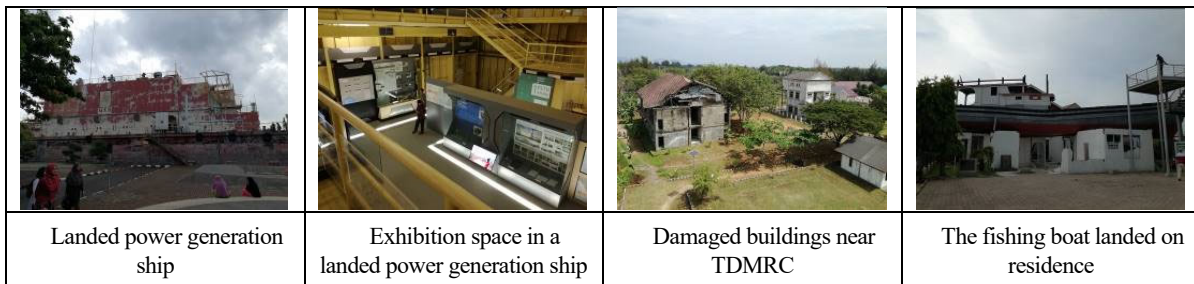 Landed power generation
ship
Exhibition space in a
landed power generation ship
Damaged buildings near
TDMRC
The fishing boat landed on
residence